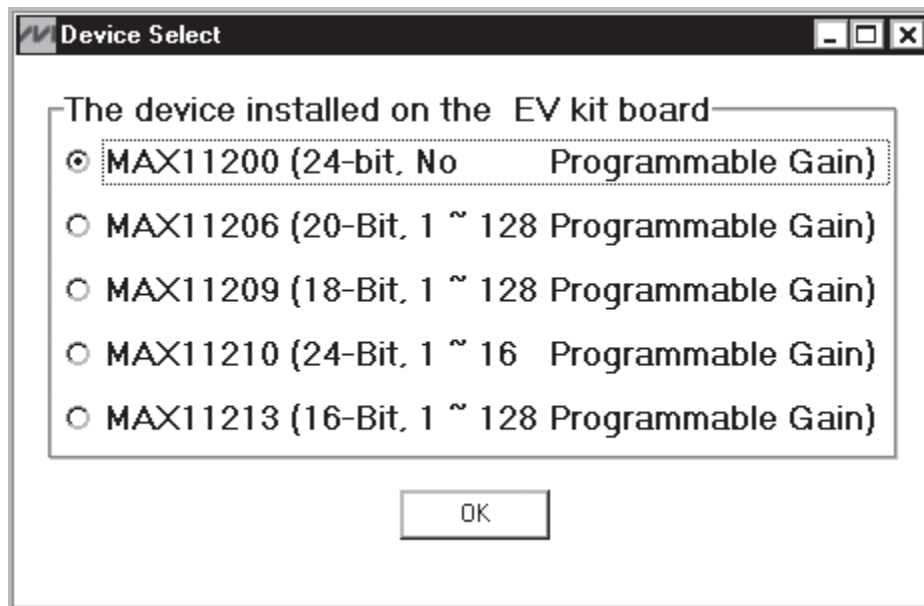 Device Select
The device installed on the EV kit board
MAX11200 (24-bit, No Programmable Gain)
MAX11206 (20-Bit, 1 ~ 128 Programmable Gain)
MAX11209 (18-Bit, 1 ~ 128 Programmable Gain)
MAX11210 (24-Bit, 1 ~ 16 Programmable Gain)
MAX11213 (16-Bit, 1 ~ 128 Programmable Gain)
OK